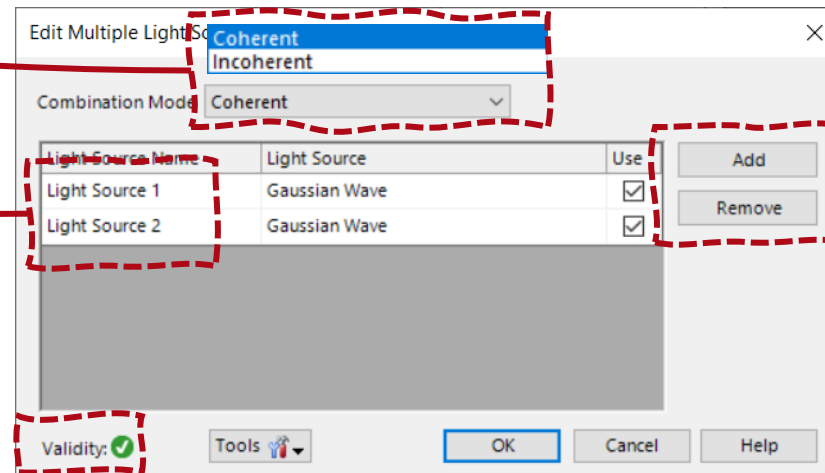 Edit Multiple Light So
Coherent
Incoherent
Combination Mode
Coherent
Light Source Name Light Source Use
Light Source 1 Gaussian Wave
Light Source 2 Gaussian Wave
Add
Remove
Validity:
Tools
OK
Cancel
Help